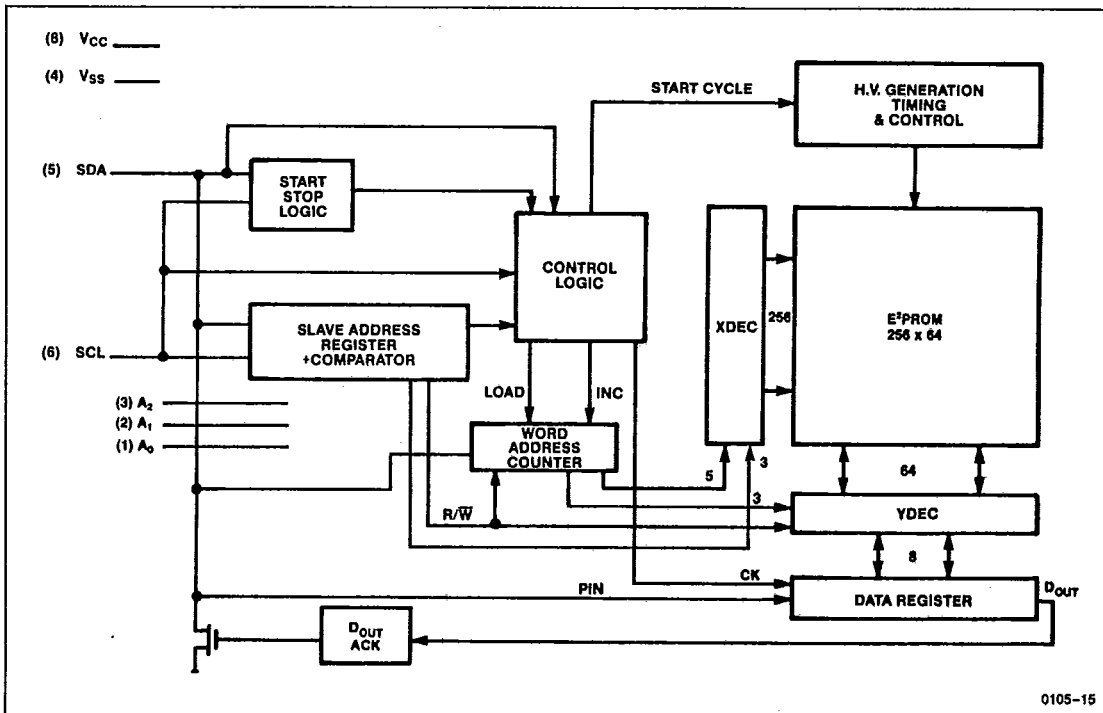 (8) VCC
(4) VSS
START CYCLE
H.V. GENERATION
TIMING
& CONTROL
(5) SDA
START
STOP
LOGIC
CONTROL
LOGIC
XDEC
256
E²PROM
256 x 64
SLAVE ADDRESS
REGISTER
+COMPARATOR
(6) SCL
LOAD
INC
(3) A₂
(2) A₁
(1) A₀
WORD
ADDRESS
COUNTER
5
3
64
3
R/W̅
YDEC
8
CK
PIN
DATA REGISTER
DOUT
DOUT
ACK
0105-15